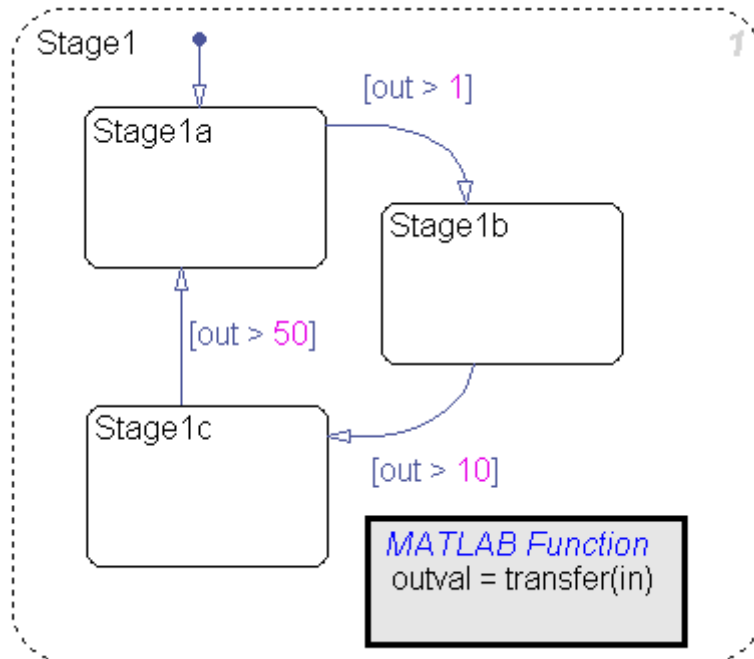 Stage1
1
[out > 1]
Stage1a
Stage1b
[out > 50]
Stage1c
[out > 10]
MATLAB Function
outval = transfer(in)